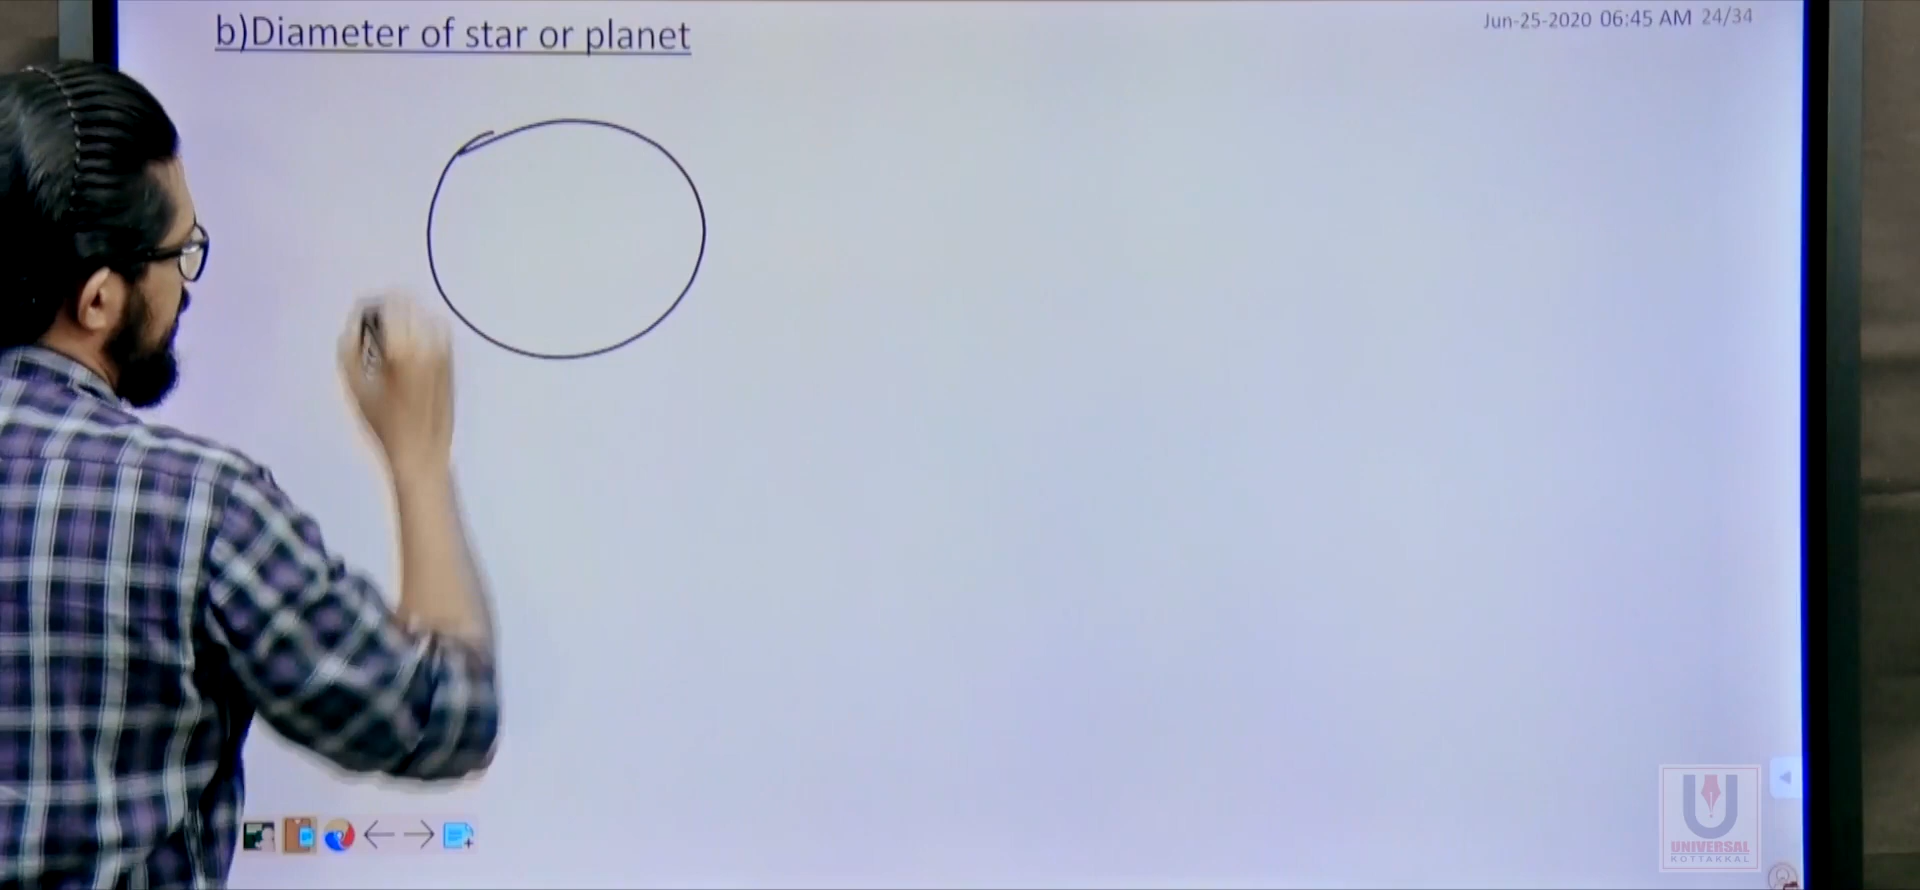 b)Diameter of star or planet
Jun-25-2020 06:45 AM 24/34
U
UNIVERSAL
KOTTAKKAL